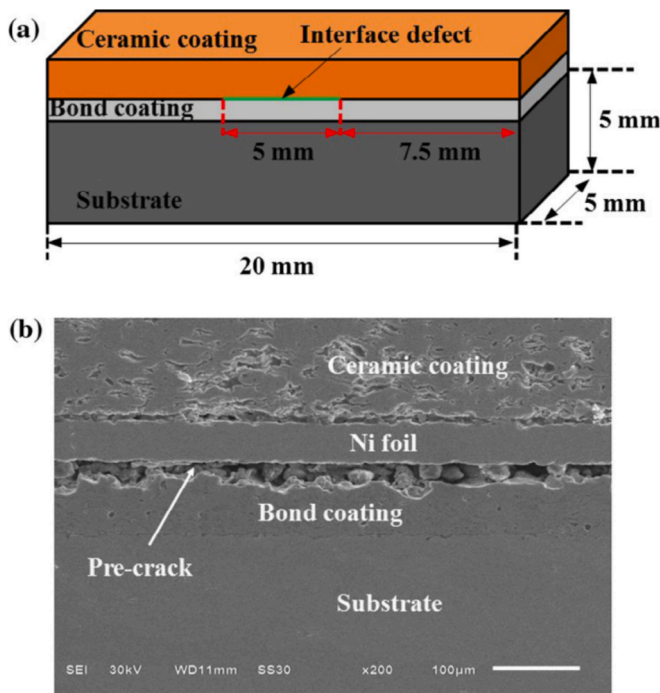 (a)
Ceramic coating
Interface defect
Bond coating
5 mm
7.5 mm
5 mm
5 mm
Substrate
20 mm
(b)
Ceramic coating
Ni foil
Bond coating
Pre-crack
Substrate
SEI 30kV WD11mm SS30 x200 100μm